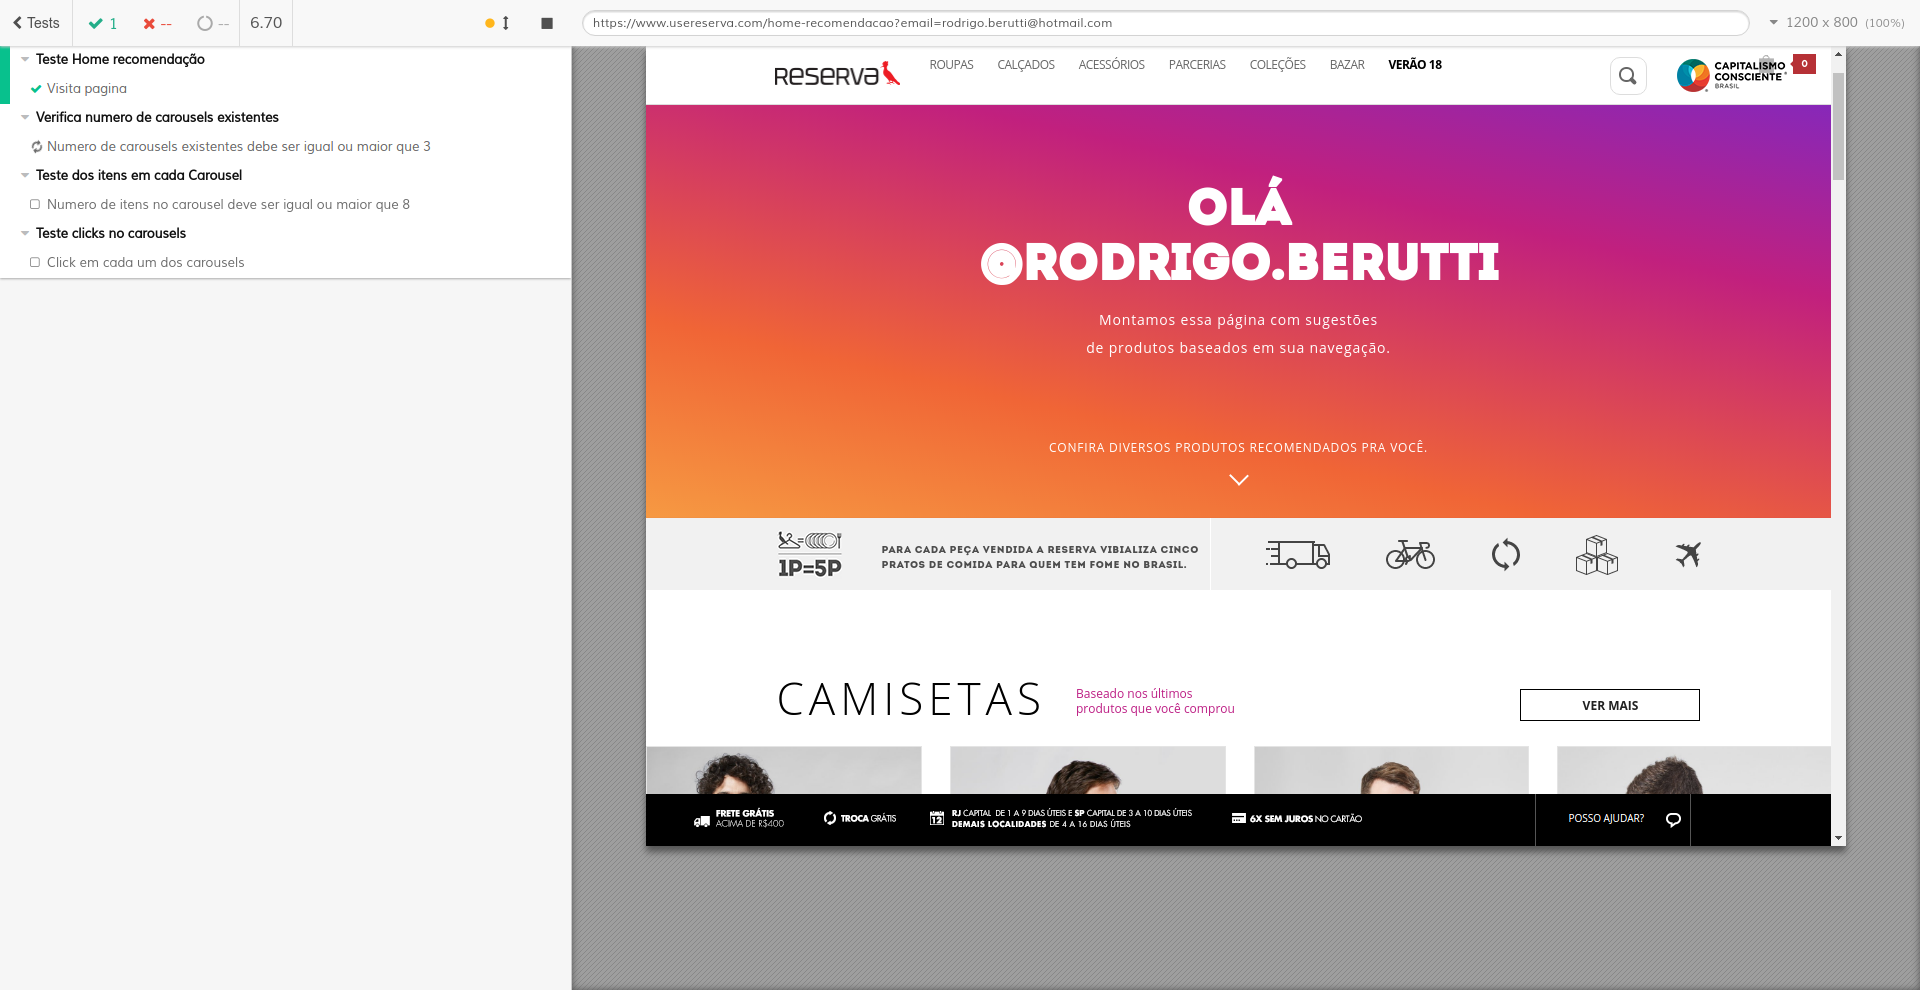 Tests
1
--
--
6.70
https://www.usereserva.com/home-recomendacao?email=rodrigo.berutti@hotmail.com
1200 x 800 (100%)
Teste Home recomendação
Visita pagina
Verifica numero de carousels existentes
Numero de carousels existentes debe ser igual ou maior que 3
Teste dos itens em cada Carousel
Numero de itens no carousel deve ser igual ou maior que 8
Teste clicks no carousels
Click em cada um dos carousels
RESERVA
ROUPAS CALÇADOS ACESSÓRIOS PARCERIAS COLEÇÕES BAZAR VERÃO 18
CAPITALISMO
CONSCIENTE
BRASIL
0
OLÁ
@RODRIGO.BERUTTI
Montamos essa página com sugestões
de produtos baseados em sua navegação.
CONFIRA DIVERSOS PRODUTOS RECOMENDADOS PRA VOCÊ.
1P=5P
PARA CADA PEÇA VENDIDA A RESERVA VIBIALIZA CINCO
PRATOS DE COMIDA PARA QUEM TEM FOME NO BRASIL.
CAMISETAS
Baseado nos últimos
produtos que você comprou
VER MAIS
FRETE GRÁTIS
ACIMA DE R$400
TROCA GRÁTIS
12
RJ CAPITAL DE 1 A 9 DIAS ÚTEIS E SP CAPITAL DE 3 A 10 DIAS ÚTEIS
DEMAIS LOCALIDADES DE 4 A 16 DIAS ÚTEIS
6X SEM JUROS NO CARTÃO
POSSO AJUDAR?